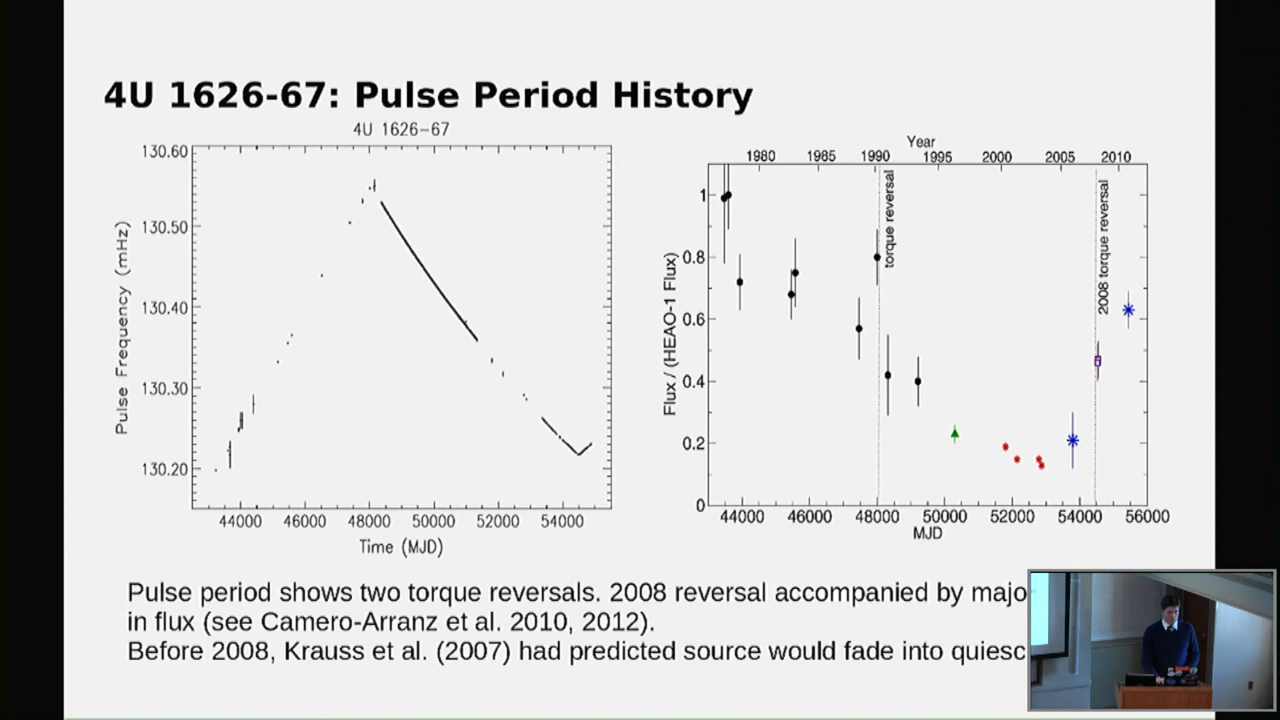 4U 1626-67: Pulse Period History
4U 1626−67
130.60
130.50
130.40
130.30
130.20
Pulse Frequency (mHz)
44000 46000 48000 50000 52000 54000
Time (MJD)
Year
1980 1985 1990 1995 2000 2005 2010
torque reversal
2008 torque reversal
1
0.8
0.6
0.4
0.2
0
Flux / (HEAO-1 Flux)
44000 46000 48000 50000 52000 54000 56000
MJD
Pulse period shows two torque reversals. 2008 reversal accompanied by majo
in flux (see Camero-Arranz et al. 2010, 2012).
Before 2008, Krauss et al. (2007) had predicted source would fade into quiesc